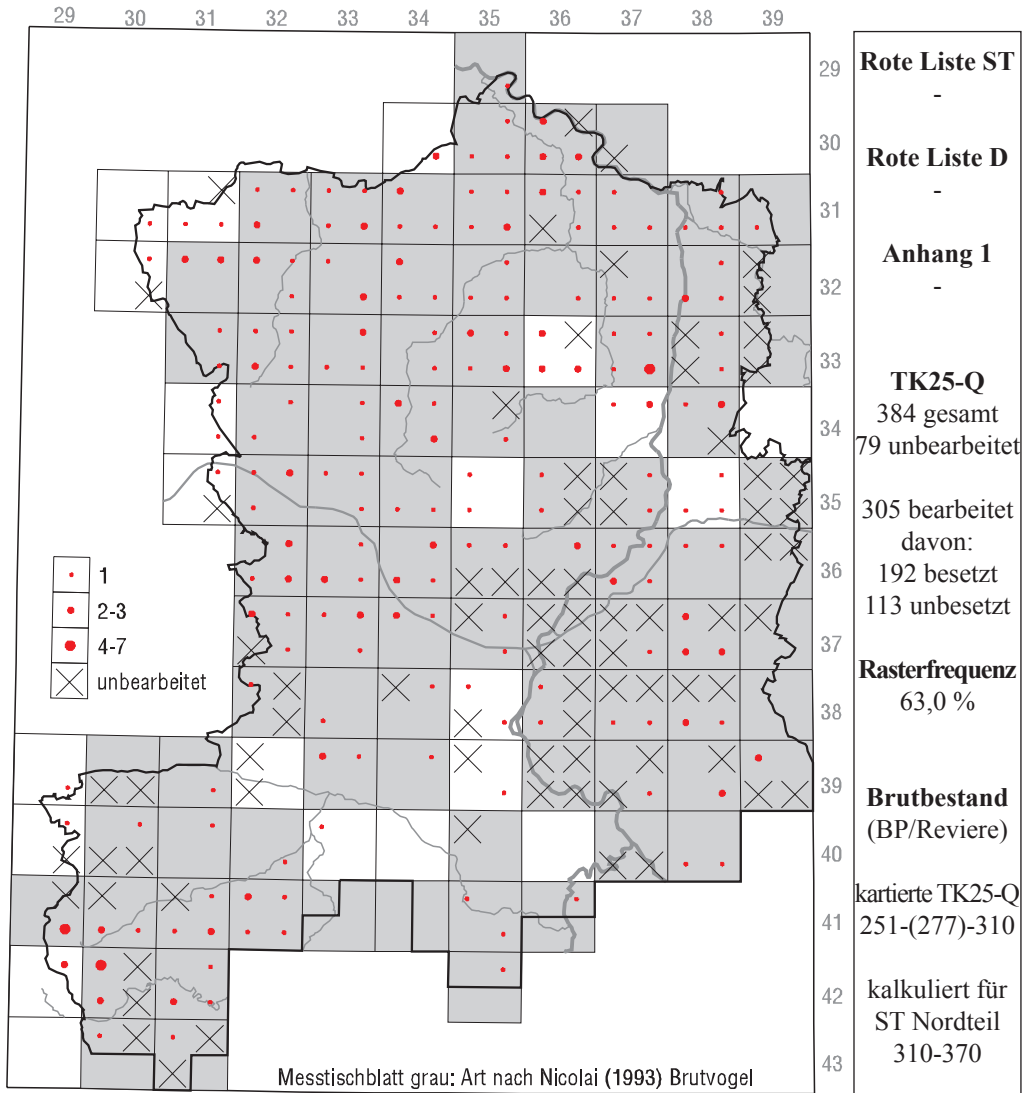 29 30 31 32 33 34 35 36 37 38 39
29
30
31
32
33
34
35
36
37
38
39
40
41
42
43
1
2-3
4-7
unbearbeitet
Messtischblatt grau: Art nach Nicolai (1993) Brutvogel
Rote Liste ST
-
Rote Liste D
-
Anhang 1
-
TK25-Q
384 gesamt
79 unbearbeitet
305 bearbeitet
davon:
192 besetzt
113 unbesetzt
Rasterfrequenz
63,0 %
Brutbestand
(BP/Reviere)
kartierte TK25-Q
251-(277)-310
kalkuliert für
ST Nordteil
310-370